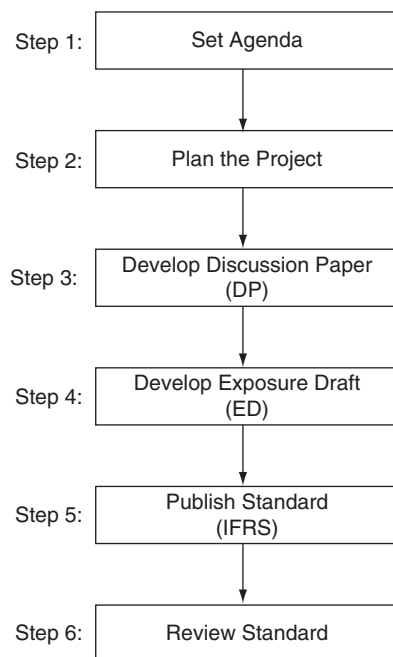 Step 1: Set Agenda
Step 2: Plan the Project
Step 3: Develop Discussion Paper
(DP)
Step 4: Develop Exposure Draft
(ED)
Step 5: Publish Standard
(IFRS)
Step 6: Review Standard